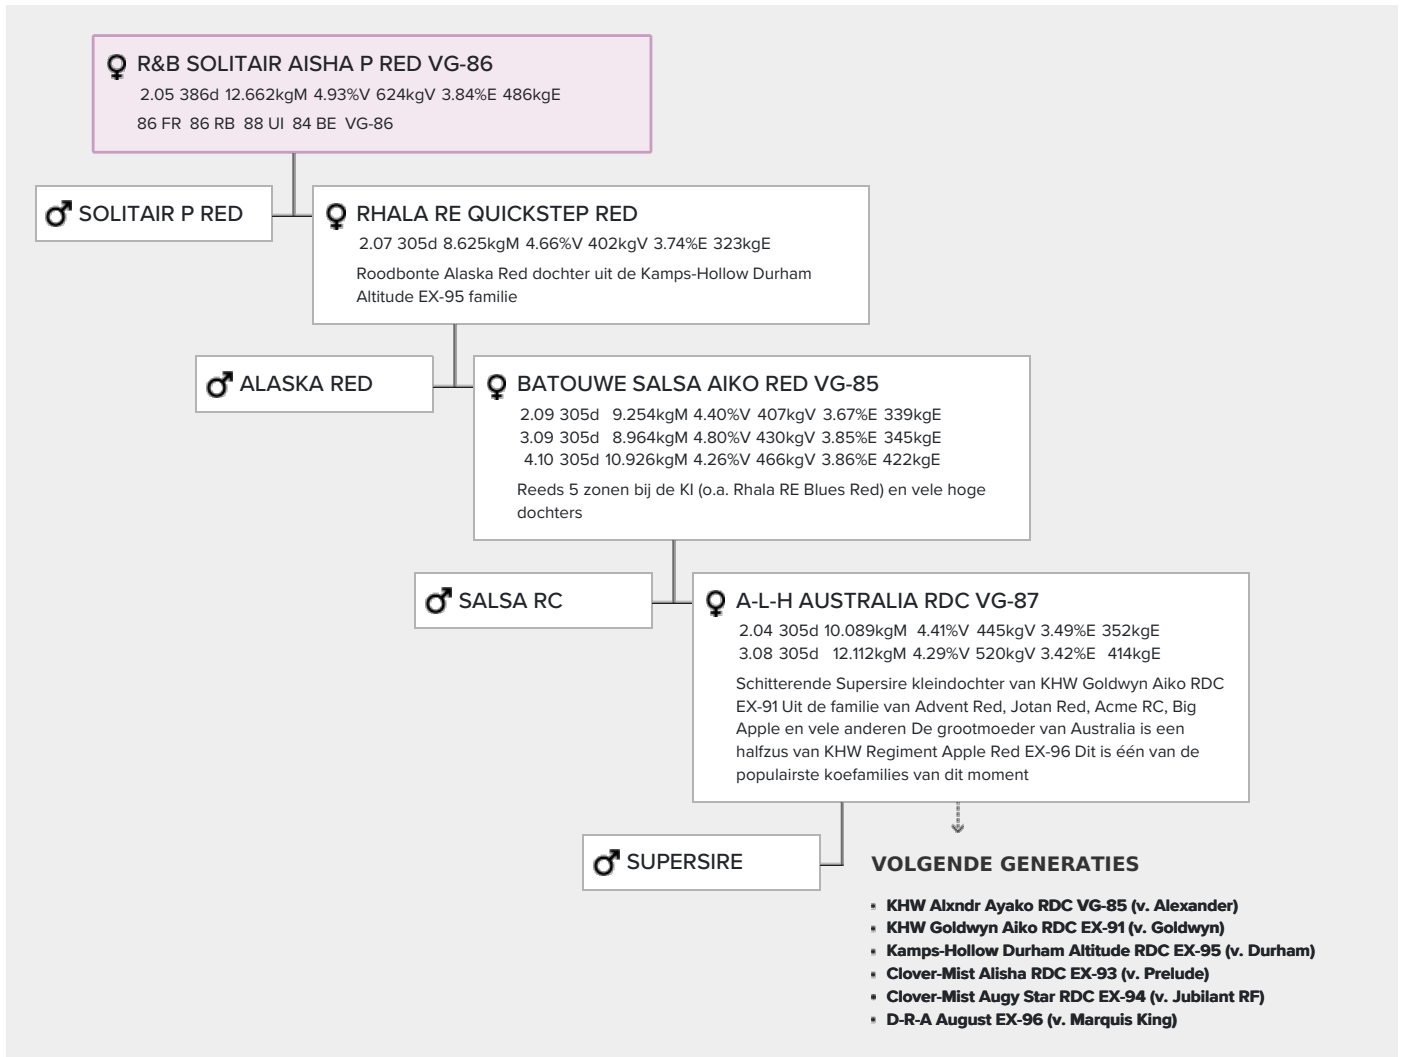 R&B SOLITAIR AISHA P RED VG-86
2.05 386d 12.662kgM 4.93%V 624kgV 3.84%E 486kgE
86 FR 86 RB 88 UI 84 BE VG-86
SOLITAIR P RED
RHALA RE QUICKSTEP RED
2.07 305d 8.625kgM 4.66%V 402kgV 3.74%E 323kgE
Roodbonte Alaska Red dochter uit de Kamps-Hollow Durham
Altitude EX-95 familie
ALASKA RED
BATOUWE SALSA AIKO RED VG-85
2.09 305d 9.254kgM 4.40%V 407kgV 3.67%E 339kgE
3.09 305d 8.964kgM 4.80%V 430kgV 3.85%E 345kgE
4.10 305d 10.926kgM 4.26%V 466kgV 3.86%E 422kgE
Reeds 5 zonen bij de KI (o.a. Rhala RE Blues Red) en vele hoge
dochters
SALSA RC
A-L-H AUSTRALIA RDC VG-87
2.04 305d 10.089kgM 4.41%V 445kgV 3.49%E 352kgE
3.08 305d 12.112kgM 4.29%V 520kgV 3.42%E 414kgE
Schitterende Supersire kleindochter van KHW Goldwyn Aiko RDC
EX-91 Uit de familie van Advent Red, Jotan Red, Acme RC, Big
Apple en vele anderen De grootmoeder van Australia is een
halfzus van KHW Regiment Apple Red EX-96 Dit is één van de
populairste koefamilies van dit moment
SUPERSIRE
VOLGENDE GENERATIES
KHW Alxndr Ayako RDC VG-85 (v. Alexander)
KHW Goldwyn Aiko RDC EX-91 (v. Goldwyn)
Kamps-Hollow Durham Altitude RDC EX-95 (v. Durham)
Clover-Mist Alisha RDC EX-93 (v. Prelude)
Clover-Mist Augy Star RDC EX-94 (v. Jubilant RF)
D-R-A August EX-96 (v. Marquis King)